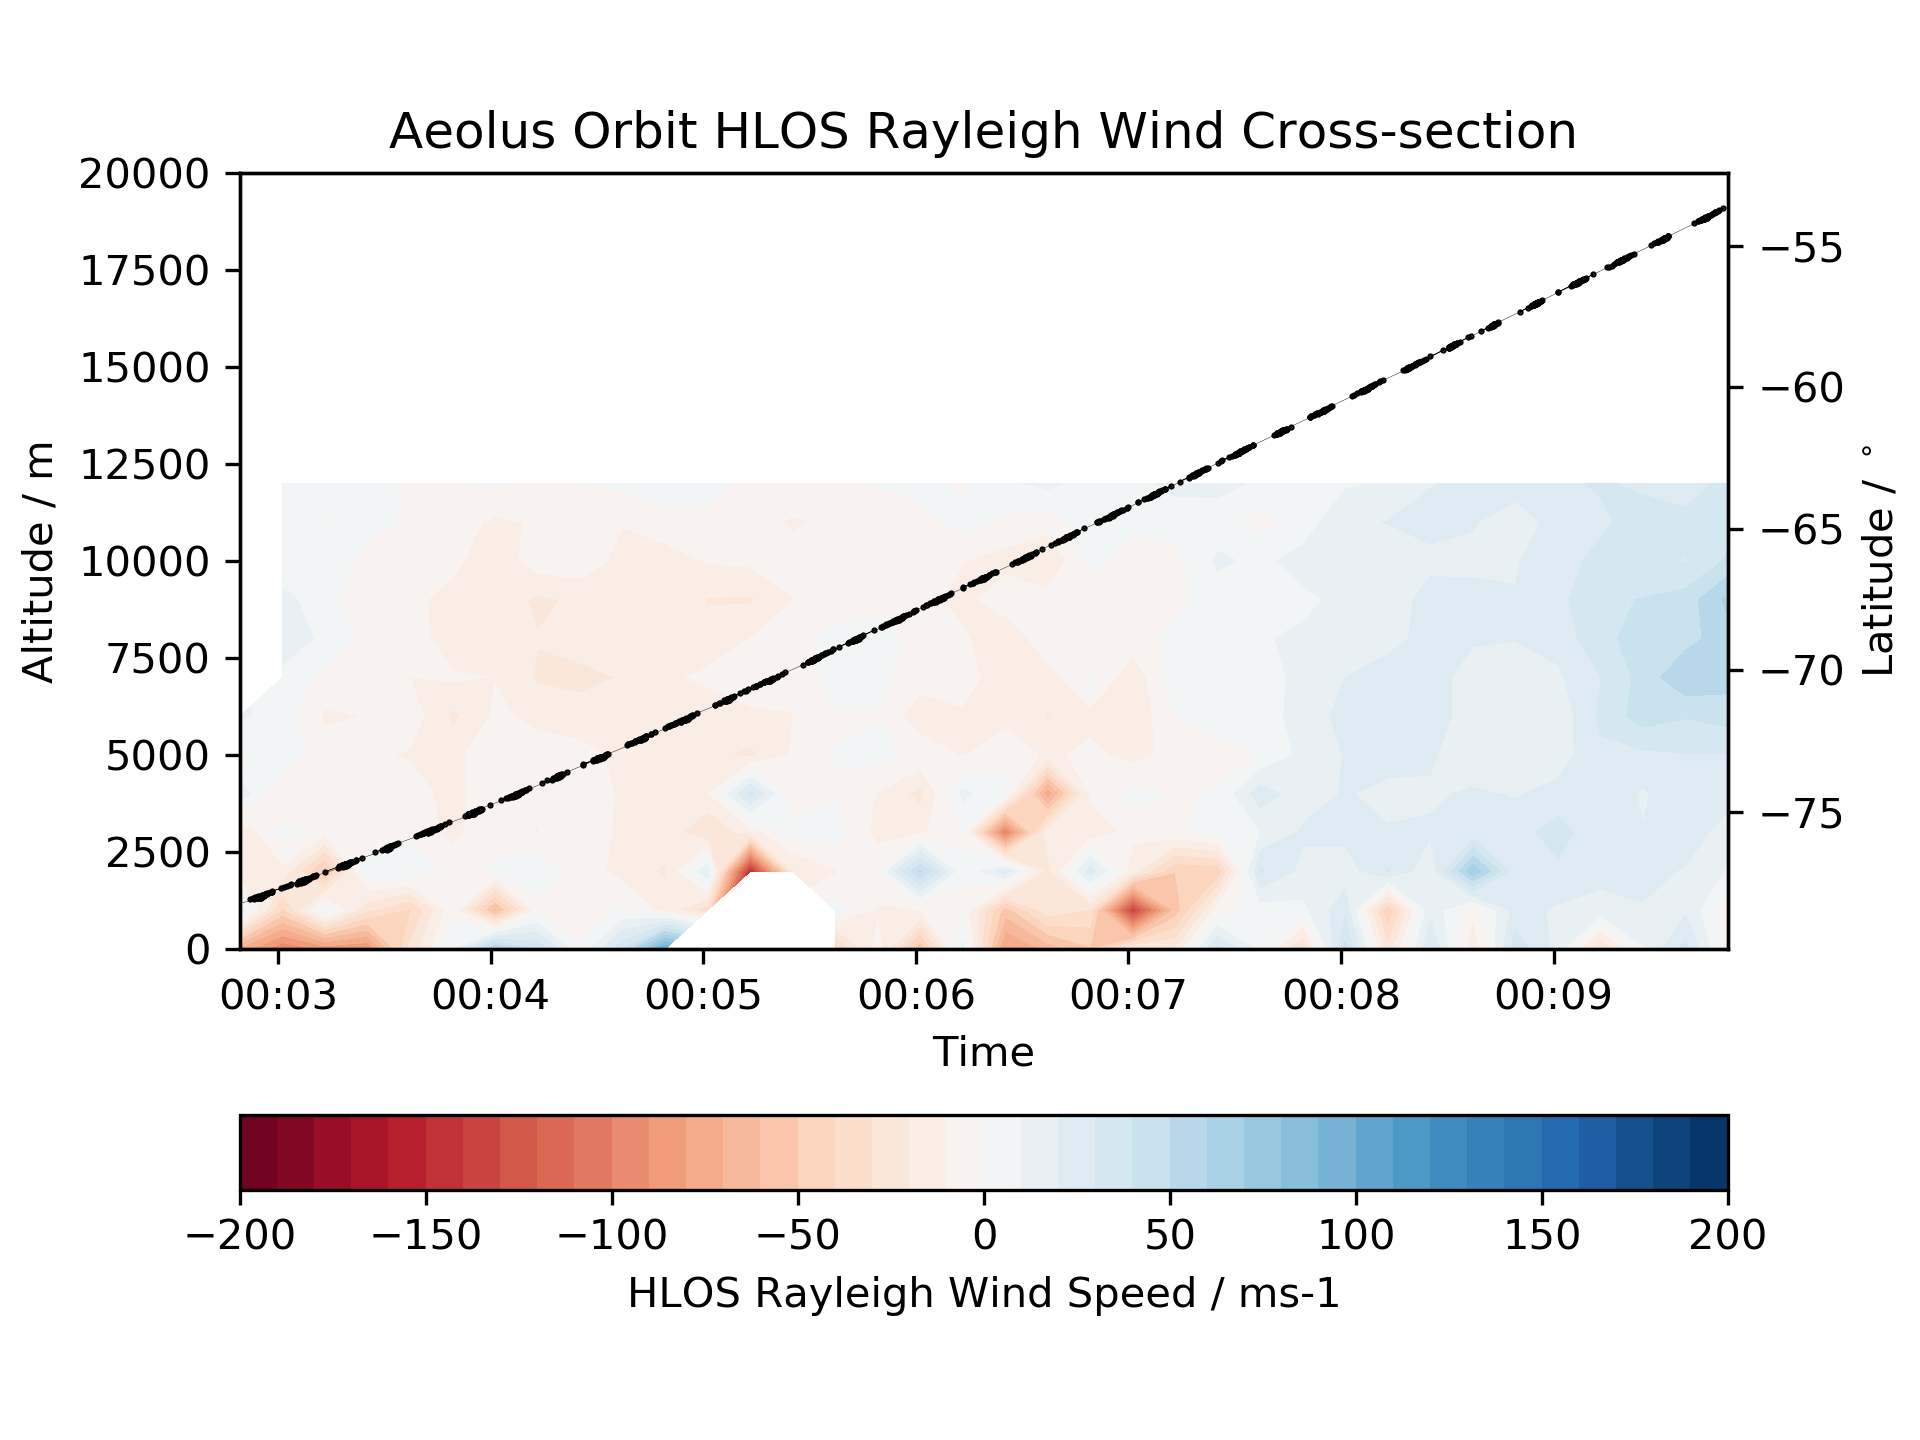 Aeolus Orbit HLOS Rayleigh Wind Cross-section
20000
17500
15000
12500
10000
7500
5000
2500
0
Altitude / m
−55
−60
−65
−70
−75
Latitude / °
00:03 00:04 00:05 00:06 00:07 00:08 00:09
Time
−200 −150 −100 −50 0 50 100 150 200
HLOS Rayleigh Wind Speed / ms-1